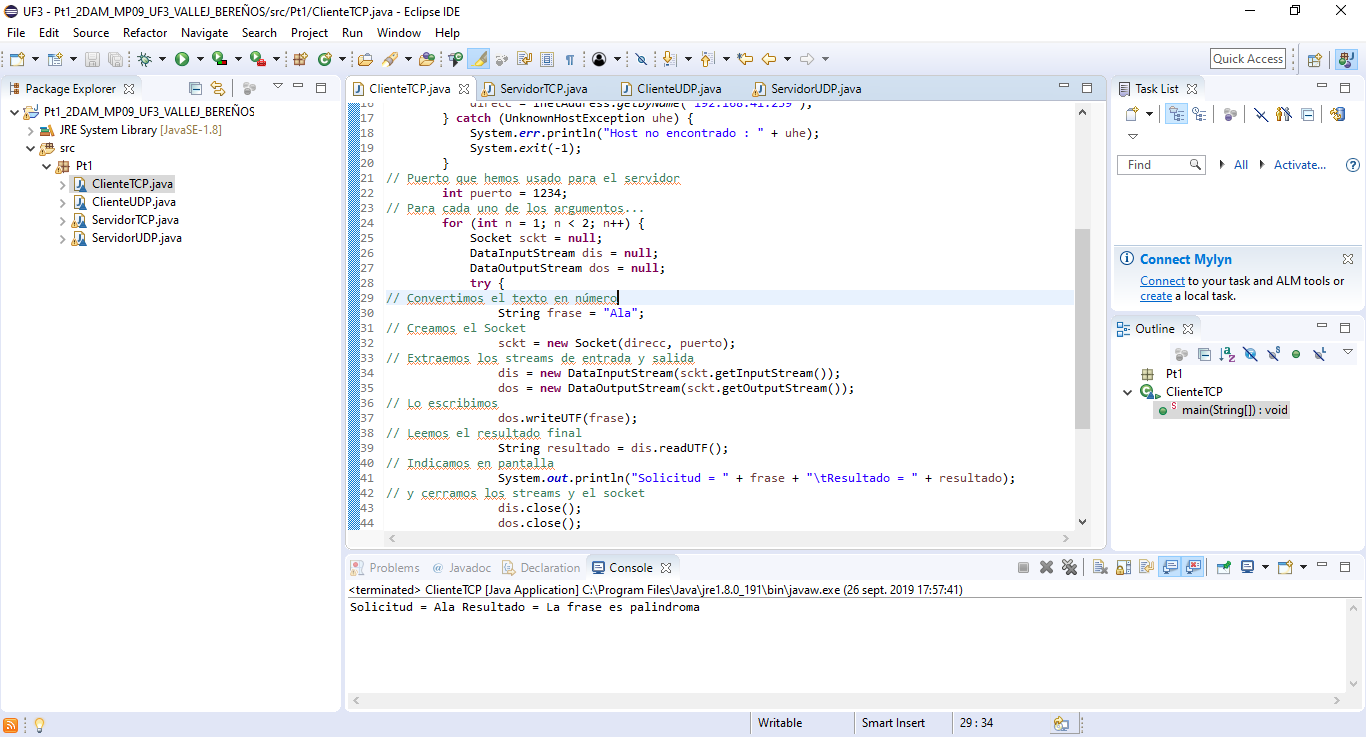 UF3 - Pt1_2DAM_MP09_UF3_VALLEJ_BEREÑOS/src/Pt1/ClienteTCP.java - Eclipse IDE
File Edit Source Refactor Navigate Search Project Run Window Help
Quick Access
Package Explorer
Pt1_2DAM_MP09_UF3_VALLEJ_BEREÑOS
JRE System Library [JavaSE-1.8]
src
Pt1
ClienteTCP.java
ClienteUDP.java
ServidorTCP.java
ServidorUDP.java
ClienteTCP.java ServidorTCP.java ClienteUDP.java ServidorUDP.java
16 direcc = InetAddress.getByName("192.168.41.239");
17 } catch (UnknownHostException uhe) {
18 System.err.println("Host no encontrado : " + uhe);
19 System.exit(-1);
20 }
21 // Puerto que hemos usado para el servidor
22 int puerto = 1234;
23 // Para cada uno de los argumentos...
24 for (int n = 1; n < 2; n++) {
25 Socket sckt = null;
26 DataInputStream dis = null;
27 DataOutputStream dos = null;
28 try {
29 // Convertimos el texto en número
30 String frase = "Ala";
31 // Creamos el Socket
32 sckt = new Socket(direcc, puerto);
33 // Extraemos los streams de entrada y salida
34 dis = new DataInputStream(sckt.getInputStream());
35 dos = new DataOutputStream(sckt.getOutputStream());
36 // Lo escribimos
37 dos.writeUTF(frase);
38 // Leemos el resultado final
39 String resultado = dis.readUTF();
40 // Indicamos en pantalla
41 System.out.println("Solicitud = " + frase + "\tResultado = " + resultado);
42 // y cerramos los streams y el socket
43 dis.close();
44 dos.close();
Task List
Find All Activate...
Connect Mylyn
Connect to your task and ALM tools or
create a local task.
Outline
Pt1
ClienteTCP
main(String[]) : void
Problems Javadoc Declaration Console
<terminated> ClienteTCP [Java Application] C:\Program Files\Java\jre1.8.0_191\bin\javaw.exe (26 sept. 2019 17:57:41)
Solicitud = Ala Resultado = La frase es palindroma
Writable Smart Insert 29 : 34